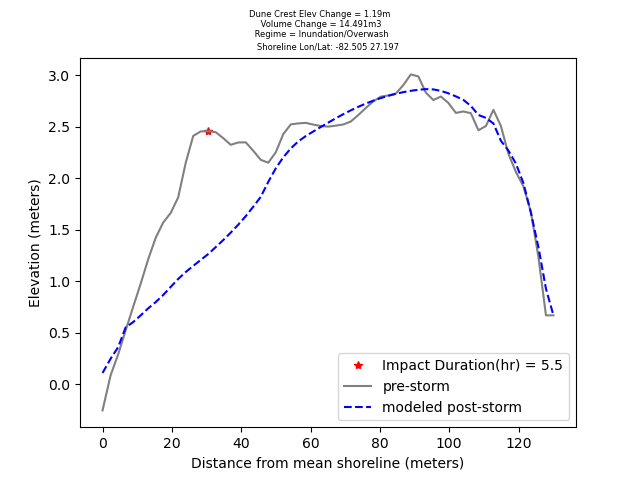 Dune Crest Elev Change = 1.19m
Volume Change = 14.491m3
Regime = Inundation/Overwash
Shoreline Lon/Lat: -82.505 27.197
3.0
2.5
2.0
1.5
1.0
0.5
0.0
Elevation (meters)
Impact Duration(hr) = 5.5
pre-storm
modeled post-storm
0 20 40 60 80 100 120
Distance from mean shoreline (meters)